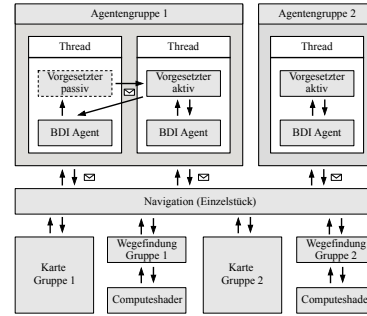 Agentengruppe 1
Agentengruppe 2
Thread
Thread
Thread
Vorgesetzter
passiv
Vorgesetzter
aktiv
Vorgesetzter
aktiv
BDI Agent
BDI Agent
BDI Agent
Navigation (Einzelstück)
Karte
Gruppe 1
Wegefindung
Gruppe 1
Computeshader
Karte
Gruppe 2
Wegefindung
Gruppe 2
Computeshader